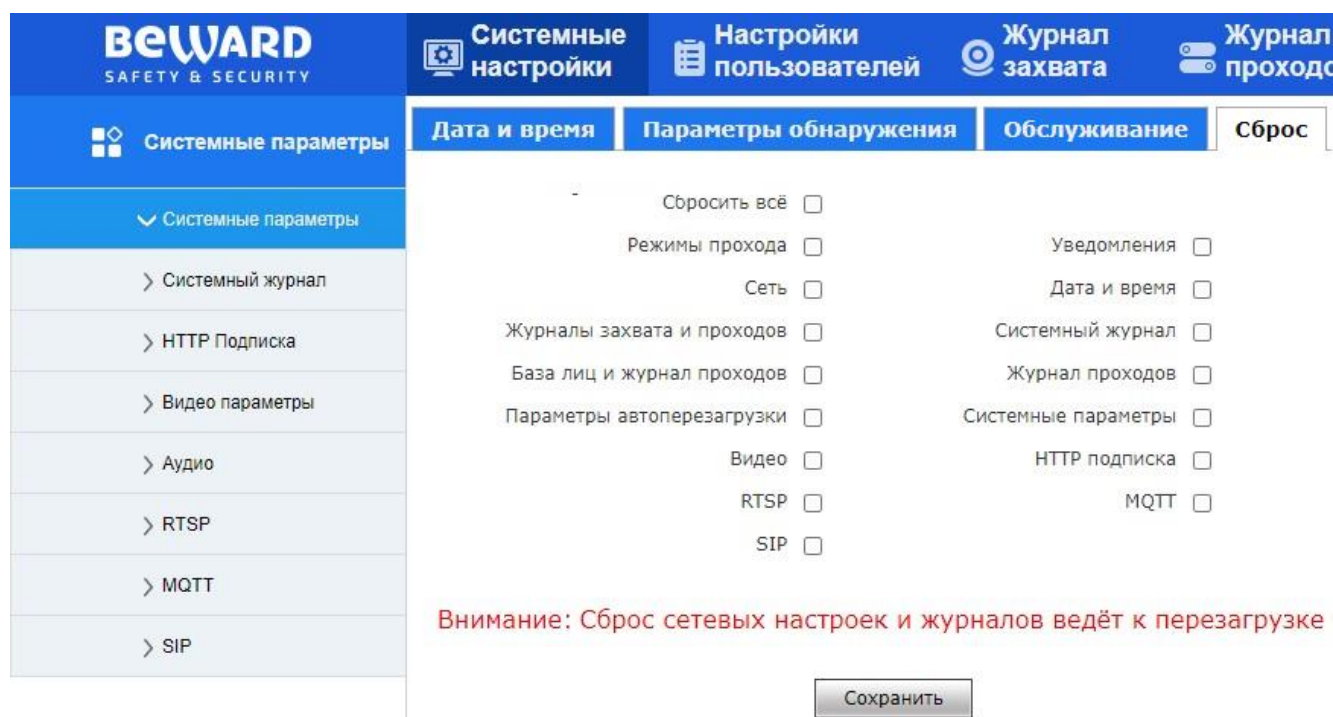 BEWARD
SAFETY & SECURITY
Системные настройки
Настройки пользователей
Журнал захвата
Журнал
Системные параметры
Дата и время
Параметры обнаружения
Обслуживание
Сброс
Системные параметры
Системный журнал
HTTP Подписка
Видео параметры
Аудио
RTSP
MQTT
SIP
Сбросить всё
Режимы прохода
Уведомления
Сеть
Дата и время
Журналы захвата и проходов
Системный журнал
База лиц и журнал проходов
Журнал проходов
Параметры автоперезагрузки
Системные параметры
Видео
HTTP подписка
RTSP
MQTT
SIP
Внимание: Сброс сетевых настроек и журналов ведёт к перезагрузке
Сохранить